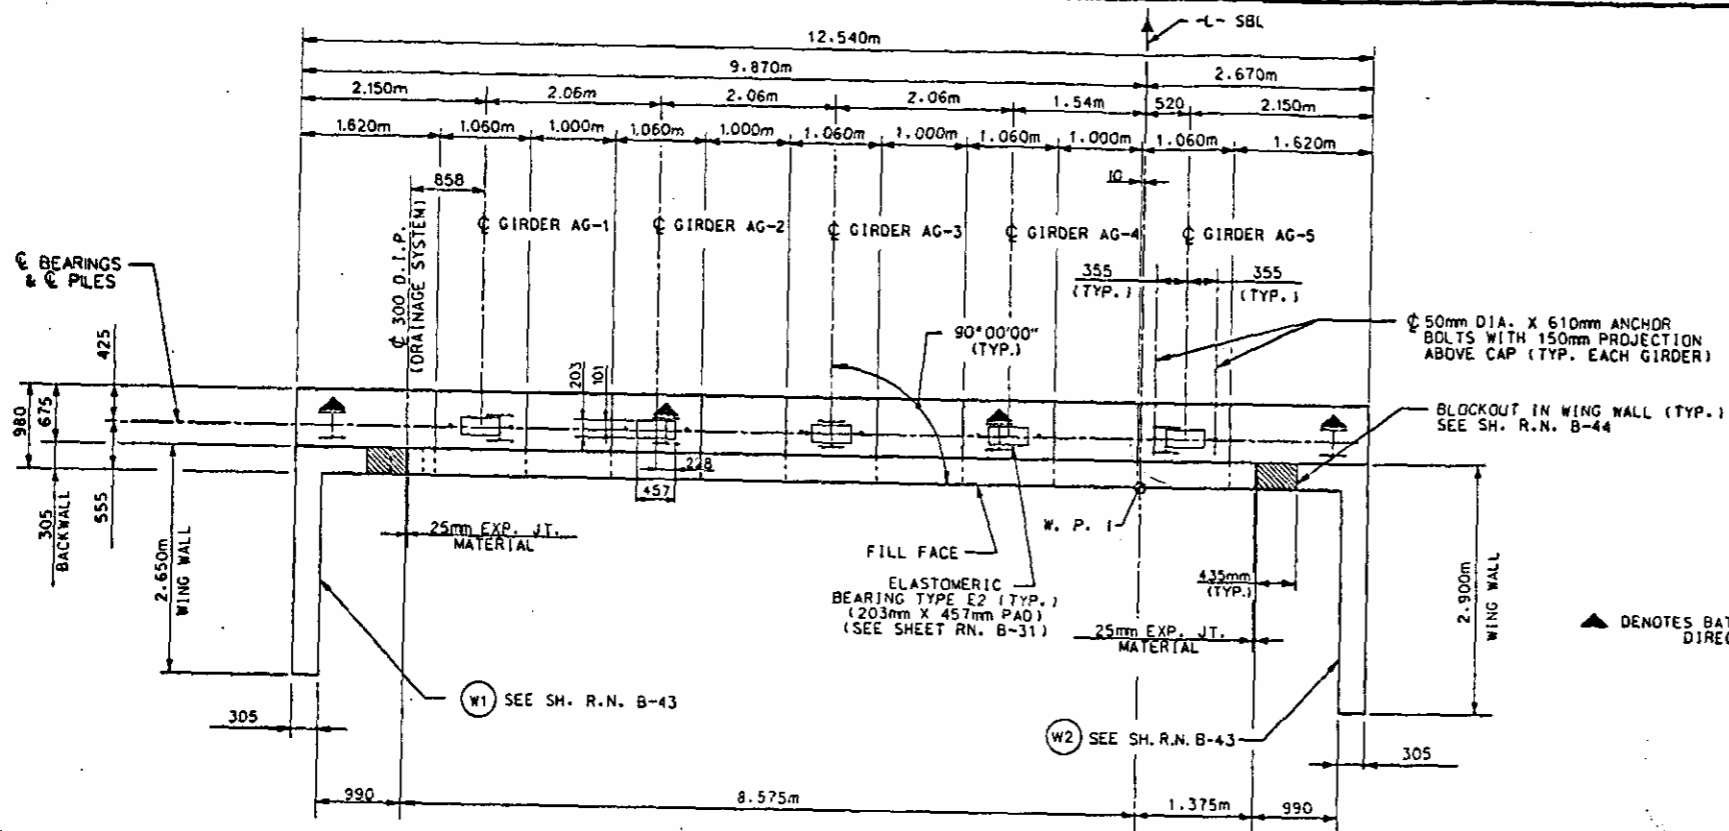 -L- SBL
12.540m
9.870m
2.670m
2.150m
2.06m
2.06m
2.06m
1.54m
520
2.150m
1.620m
1.060m
1.000m
1.060m
1.000m
1.060m
1.000m
1.060m
1.000m
1.060m
1.620m
858
10
℄ GIRDER AG-1
℄ GIRDER AG-2
℄ GIRDER AG-3
℄ GIRDER AG-4
℄ GIRDER AG-5
℄ 300 D.I.P.
(DRAINAGE SYSTEM)
℄ BEARINGS
& ℄ PILES
355
(TYP.)
355
(TYP.)
90°00'00"
(TYP.)
℄ 50mm DIA. X 610mm ANCHOR
BOLTS WITH 150mm PROJECTION
ABOVE CAP (TYP. EACH GIRDER)
425
980
675
203
101
BLOCKOUT IN WING WALL (TYP.)
SEE SH. R.N. B-44
228
457
305
BACKWALL
555
2.650m
WING WALL
25mm EXP. JT.
MATERIAL
W. P. 1
FILL FACE
ELASTOMERIC
BEARING TYPE E2 (TYP.)
(203mm X 457mm PAD)
(SEE SHEET RN. B-31)
435mm
(TYP.)
25mm EXP. JT.
MATERIAL
2.900m
WING WALL
DENOTES BAT
DIREC
W1 SEE SH. R.N. B-43
W2 SEE SH. R.N. B-43
305
305
990
8.575m
1.375m
990